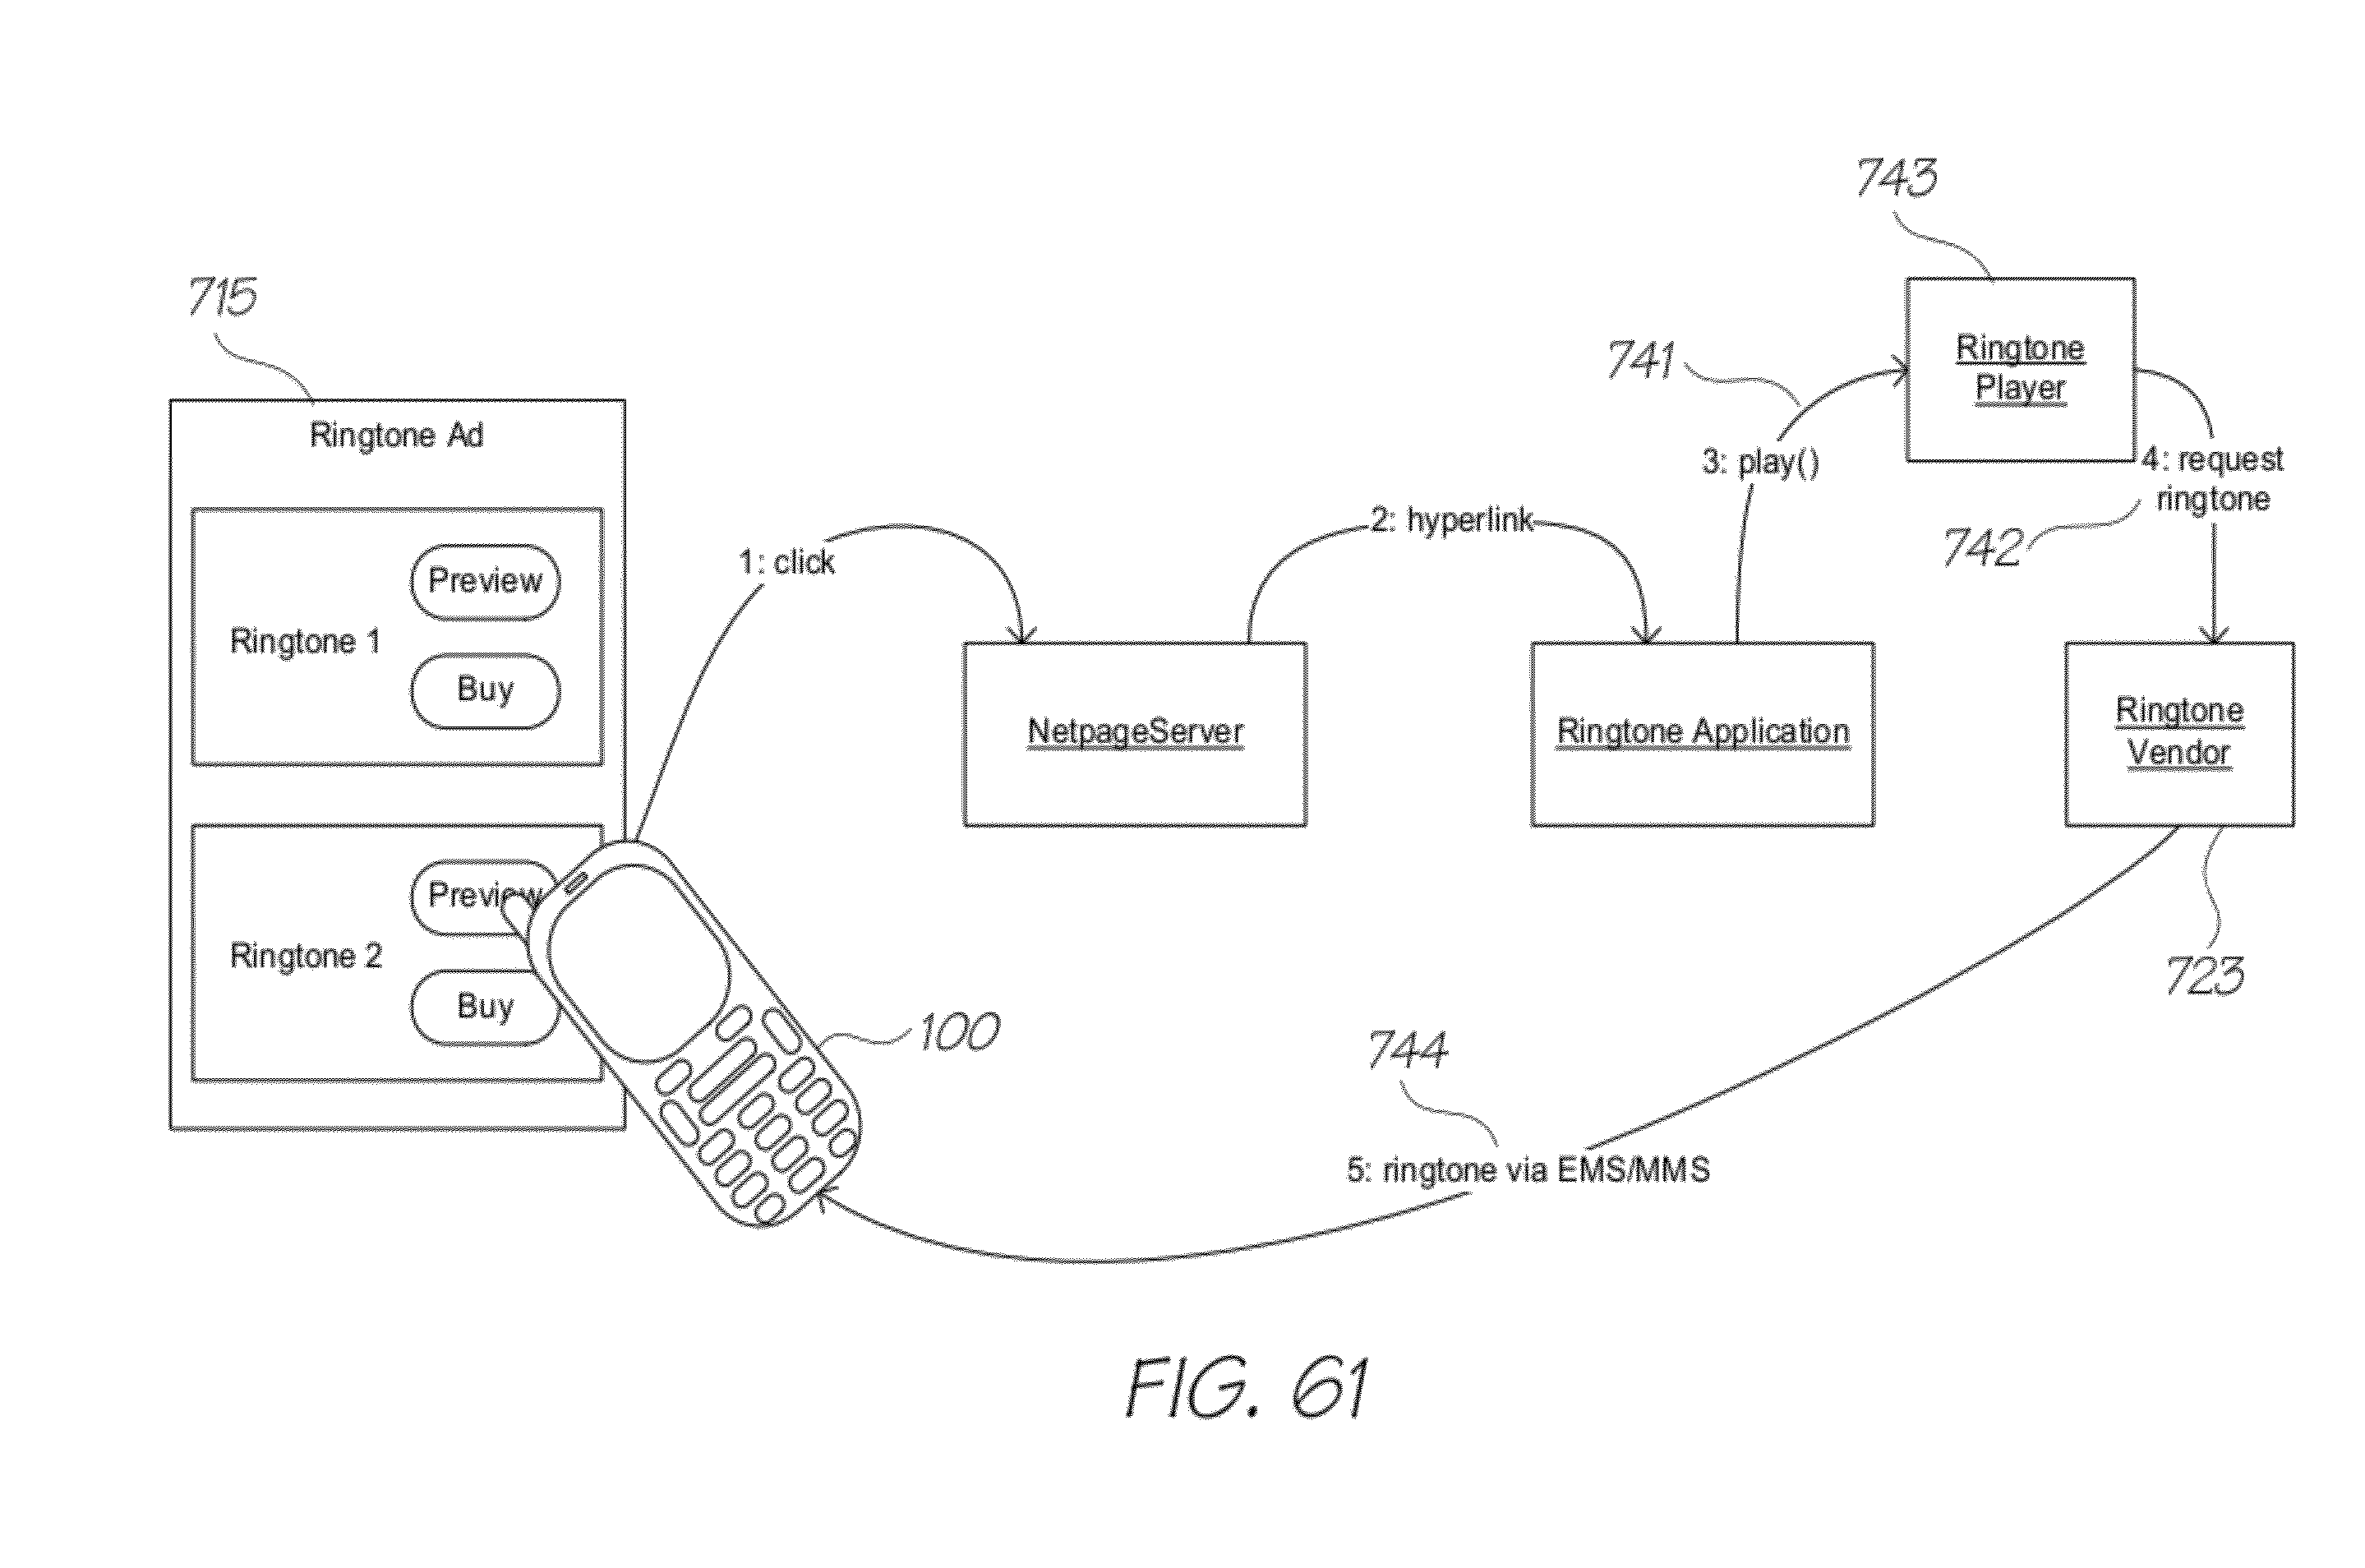 743
715
741
Ringtone
Player
Ringtone Ad
3: play()
4: request
ringtone
742
2: hyperlink
1: click
Preview
Ringtone 1
Buy
NetpageServer
Ringtone Application
Ringtone
Vendor
Preview
Ringtone 2
Buy
723
100
744
5: ringtone via EMS/MMS
FIG. 61